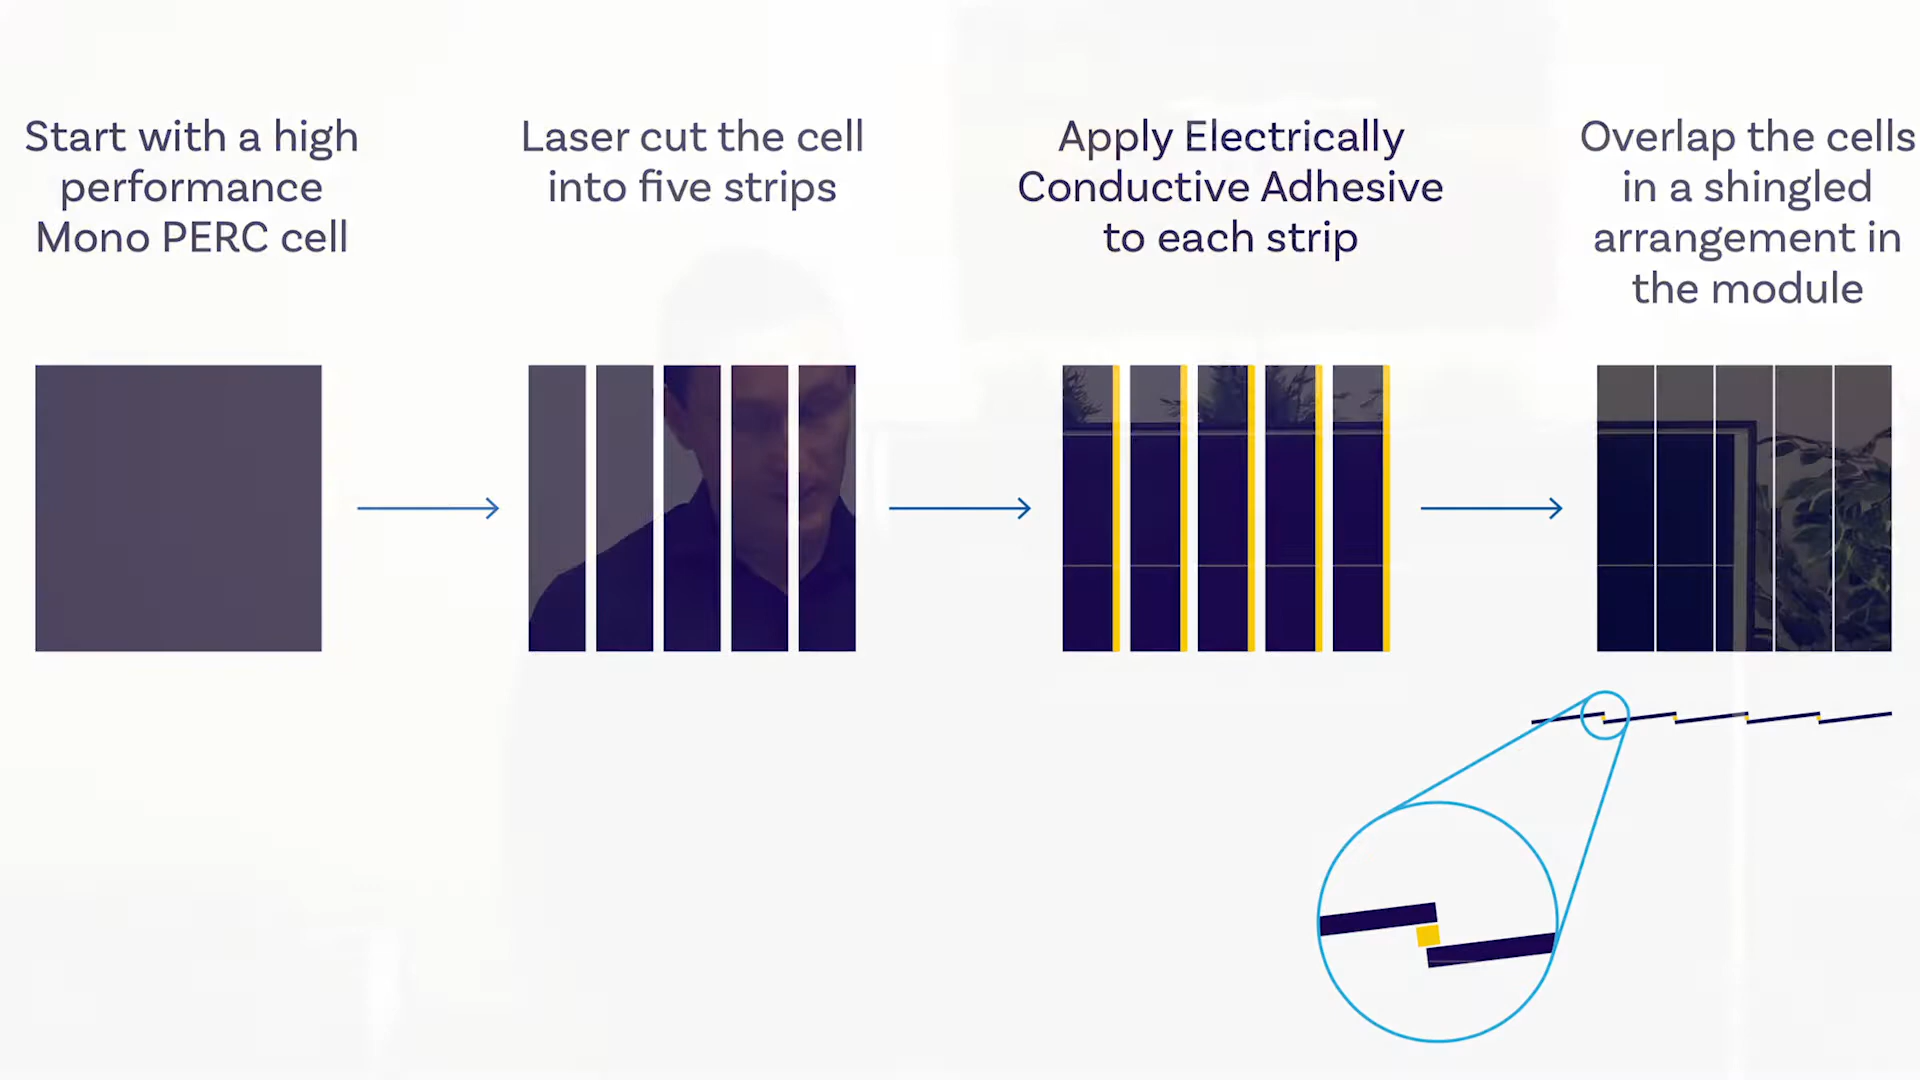 Start with a high
performance
Mono PERC cell
Laser cut the cell
into five strips
Apply Electrically
Conductive Adhesive
to each strip
Overlap the cells
in a shingled
arrangement in
the module